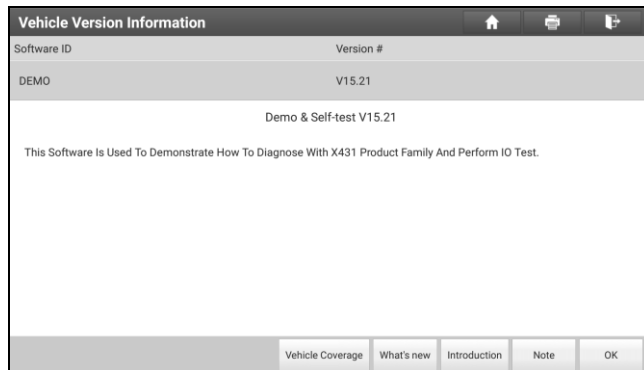 Vehicle Version Information
Software ID Version #
DEMO V15.21
Demo & Self-test V15.21
This Software Is Used To Demonstrate How To Diagnose With X431 Product Family And Perform IO Test.
Vehicle Coverage What's new Introduction Note OK